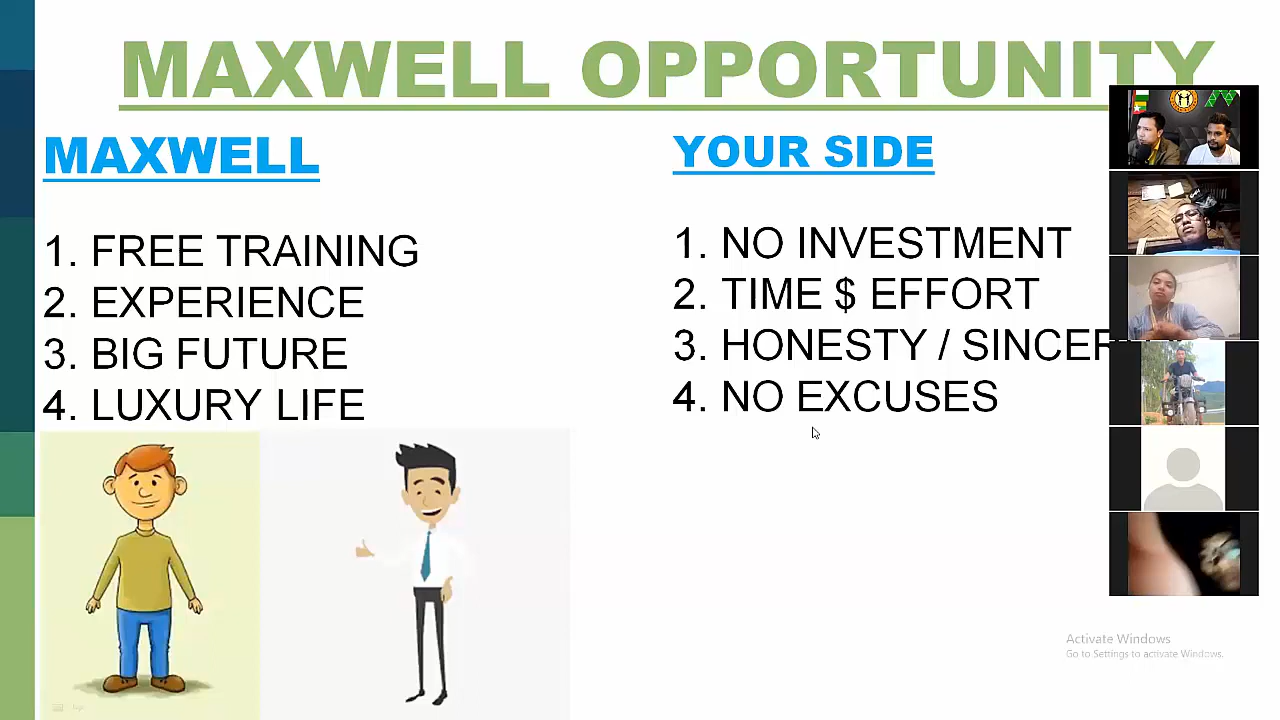 MAXWELL OPPORTUNITY
MAXWELL
1. FREE TRAINING
2. EXPERIENCE
3. BIG FUTURE
4. LUXURY LIFE
YOUR SIDE
1. NO INVESTMENT
2. TIME $ EFFORT
3. HONESTY / SINCER
4. NO EXCUSES
Activate Windows
Go to Settings to activate Windows.